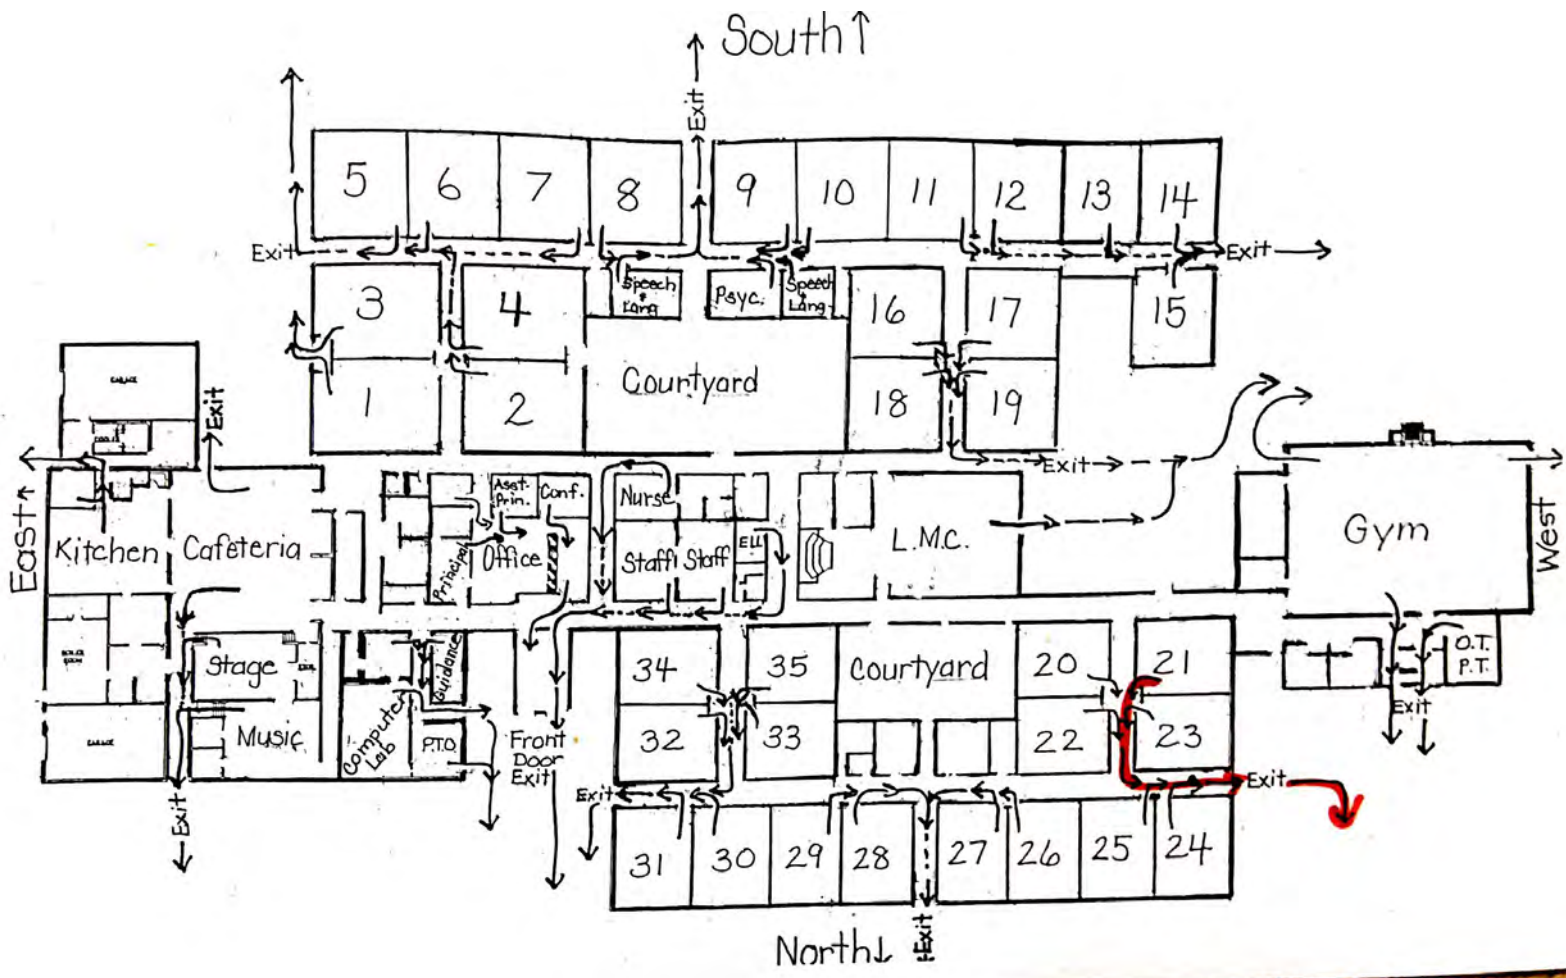 South↑
Exit
5
6
7
8
9
10
11
12
13
14
Exit
Exit
3
4
Speech
+
Lang
Psyc.
Speech
+
Lang
16
17
15
1
2
Courtyard
18
19
Exit
Exit
East↑
Kitchen
Cafeteria
Principal
Asst.
Prin.
Conf.
Office
Nurse
Staff
Staff
ELL
L.M.C.
Gym
West
Stage
Music
Computer
Lab
Guidance
P.T.O.
Front
Door
Exit
34
35
Courtyard
20
21
O.T.
P.T.
32
33
22
23
Exit
Exit
Exit
Exit
31
30
29
28
27
26
25
24
North↓
Exit